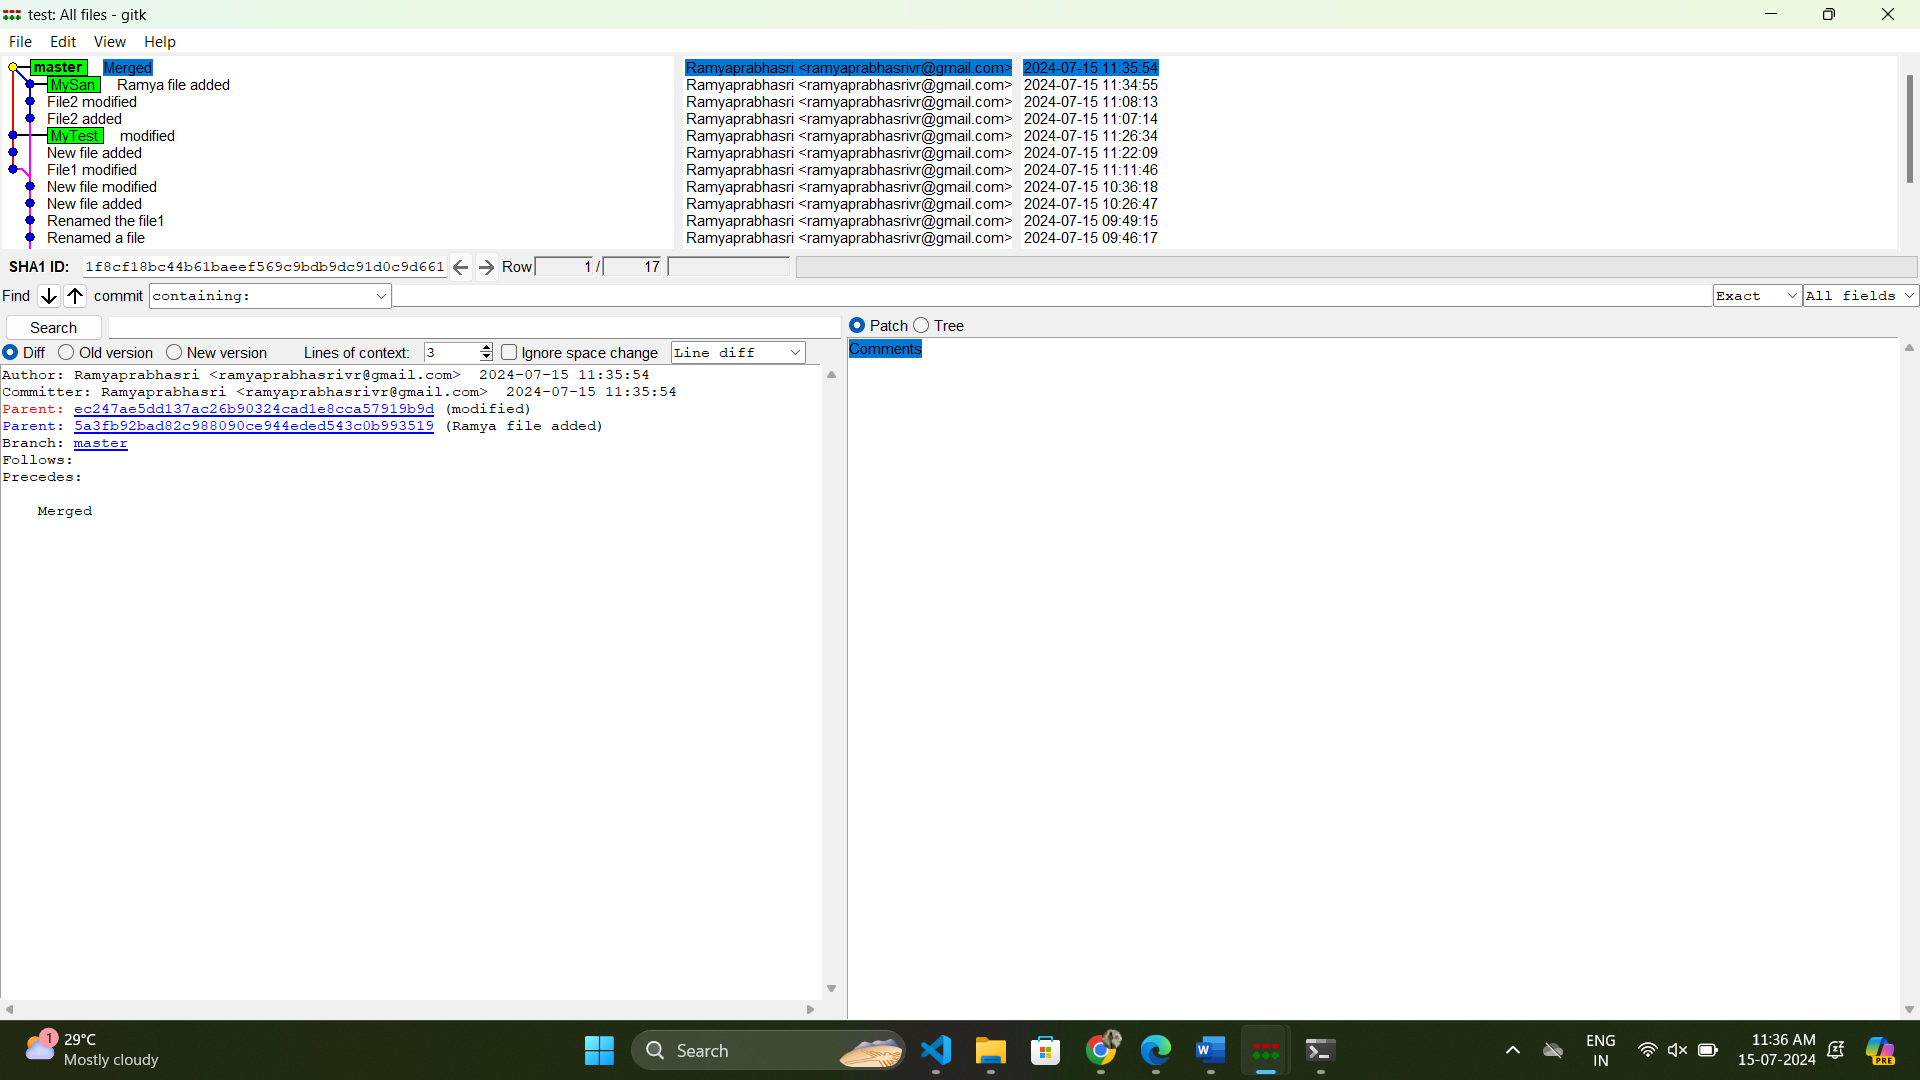 test: All files - gitk
File Edit View Help
master Merged Ramyaprabhasri <ramyaprabhasrivr@gmail.com> 2024-07-15 11:35:54
MySan Ramya file added Ramyaprabhasri <ramyaprabhasrivr@gmail.com> 2024-07-15 11:34:55
File2 modified Ramyaprabhasri <ramyaprabhasrivr@gmail.com> 2024-07-15 11:08:13
File2 added Ramyaprabhasri <ramyaprabhasrivr@gmail.com> 2024-07-15 11:07:14
MyTest modified Ramyaprabhasri <ramyaprabhasrivr@gmail.com> 2024-07-15 11:26:34
New file added Ramyaprabhasri <ramyaprabhasrivr@gmail.com> 2024-07-15 11:22:09
File1 modified Ramyaprabhasri <ramyaprabhasrivr@gmail.com> 2024-07-15 11:11:46
New file modified Ramyaprabhasri <ramyaprabhasrivr@gmail.com> 2024-07-15 10:36:18
New file added Ramyaprabhasri <ramyaprabhasrivr@gmail.com> 2024-07-15 10:26:47
Renamed the file1 Ramyaprabhasri <ramyaprabhasrivr@gmail.com> 2024-07-15 09:49:15
Renamed a file Ramyaprabhasri <ramyaprabhasrivr@gmail.com> 2024-07-15 09:46:17
SHA1 ID: 1f8cf18bc44b61baeef569c9bdb9dc91d0c9d661 Row 1 / 17
Find commit containing: Exact All fields
Search
Diff Old version New version Lines of context: 3 Ignore space change Line diff
Author: Ramyaprabhasri <ramyaprabhasrivr@gmail.com> 2024-07-15 11:35:54
Committer: Ramyaprabhasri <ramyaprabhasrivr@gmail.com> 2024-07-15 11:35:54
Parent: ec247ae5dd137ac26b90324cad1e8cca57919b9d (modified)
Parent: 5a3fb92bad82c988090ce944eded543c0b993519 (Ramya file added)
Branch: master
Follows:
Precedes:
Merged
Patch Tree
Comments
1
29°C
Mostly cloudy
Search
W
ENG
IN
11:36 AM
15-07-2024
PRE